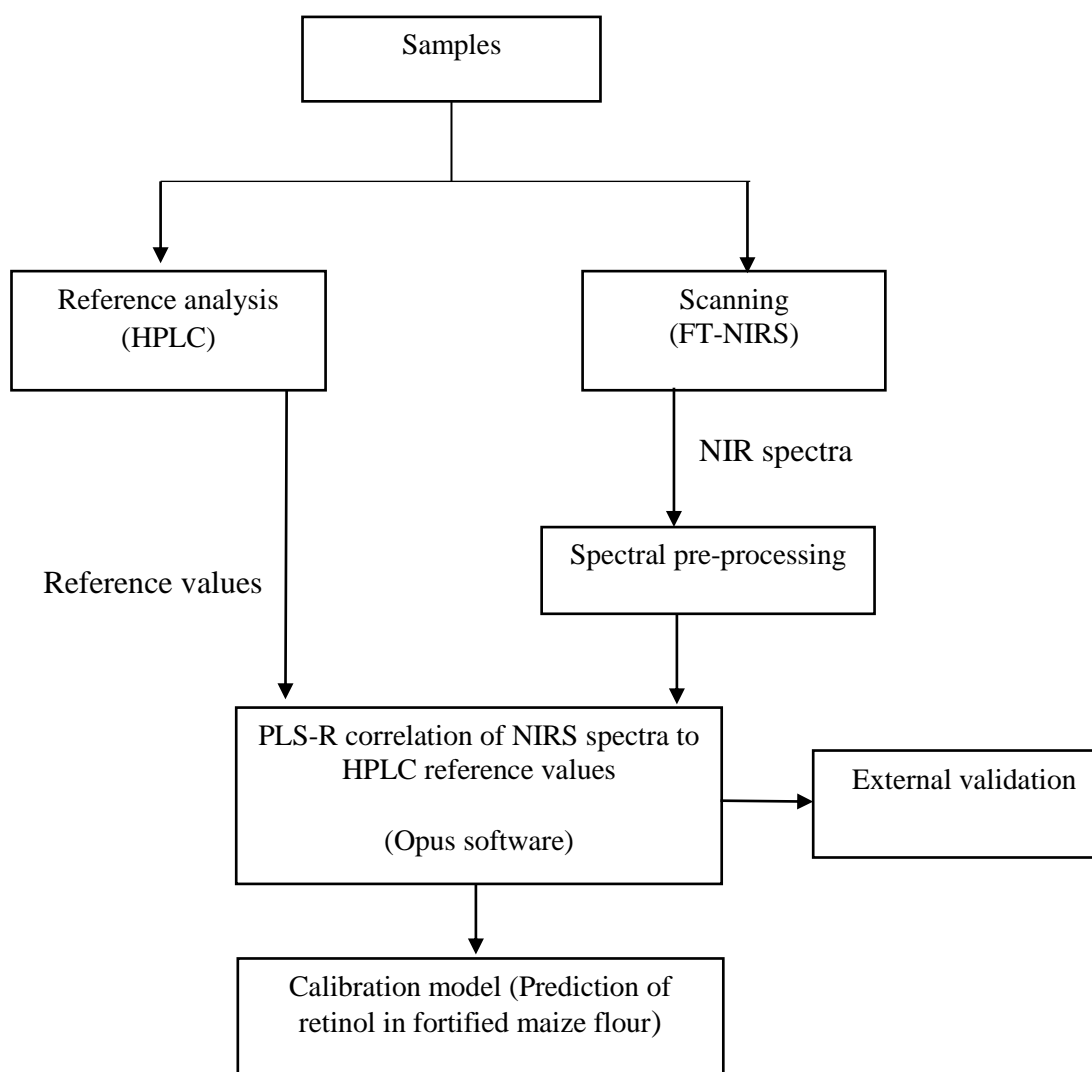 Samples
Reference analysis
(HPLC)
Scanning
(FT-NIRS)
NIR spectra
Spectral pre-processing
Reference values
PLS-R correlation of NIRS spectra to
HPLC reference values
(Opus software)
External validation
Calibration model (Prediction of
retinol in fortified maize flour)